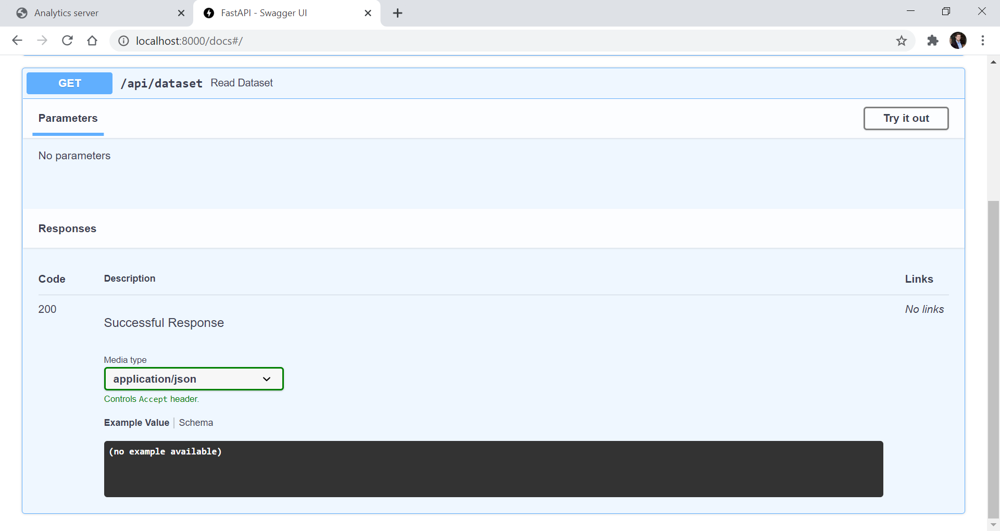 Analytics server
FastAPI - Swagger UI
localhost:8000/docs#/
GET /api/dataset Read Dataset
Parameters
Try it out
No parameters
Responses
Code Description Links
200 No links
Successful Response
Media type
application/json
Controls Accept header.
Example Value Schema
(no example available)